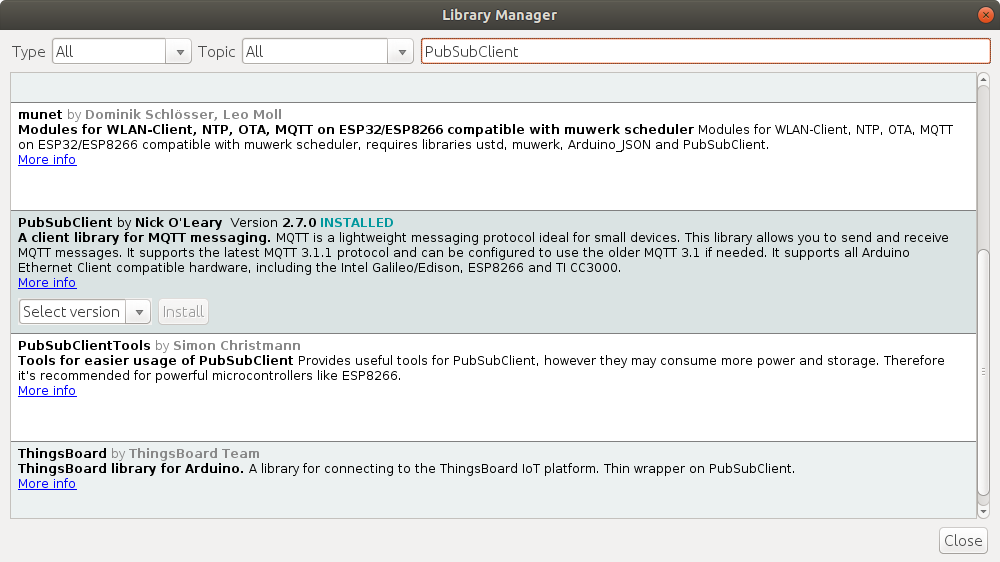 Library Manager
Type All Topic All PubSubClient
munet by Dominik Schlösser, Leo Moll
Modules for WLAN-Client, NTP, OTA, MQTT on ESP32/ESP8266 compatible with muwerk scheduler Modules for WLAN-Client, NTP, OTA, MQTT
on ESP32/ESP8266 compatible with muwerk scheduler, requires libraries ustd, muwerk, Arduino_JSON and PubSubClient.
More info
PubSubClient by Nick O'Leary Version 2.7.0 INSTALLED
A client library for MQTT messaging. MQTT is a lightweight messaging protocol ideal for small devices. This library allows you to send and receive
MQTT messages. It supports the latest MQTT 3.1.1 protocol and can be configured to use the older MQTT 3.1 if needed. It supports all Arduino
Ethernet Client compatible hardware, including the Intel Galileo/Edison, ESP8266 and TI CC3000.
More info
Select version Install
PubSubClientTools by Simon Christmann
Tools for easier usage of PubSubClient Provides useful tools for PubSubClient, however they may consume more power and storage. Therefore
it's recommended for powerful microcontrollers like ESP8266.
More info
ThingsBoard by ThingsBoard Team
ThingsBoard library for Arduino. A library for connecting to the ThingsBoard IoT platform. Thin wrapper on PubSubClient.
More info
Close